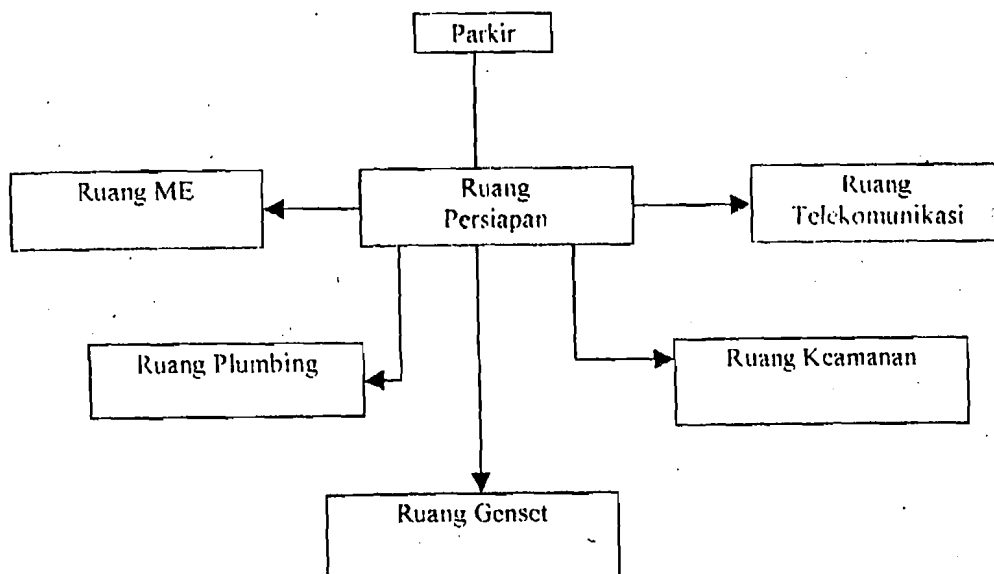 Parkir
Ruang ME
Ruang
Persiapan
Ruang
Telekomunikasi
Ruang Plumbing
Ruang Keamanan
Ruang Genset